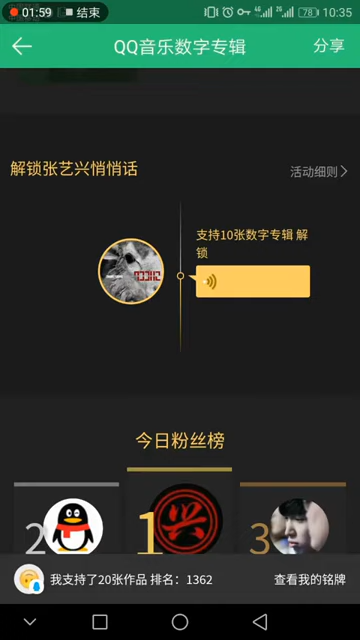 01:59 结束
78 10:35
QQ音乐数字专辑
分享
解锁张艺兴悄悄话
活动细则
支持10张数字专辑 解
锁
今日粉丝榜
2
1
兴
3
我支持了20张作品 排名：1362
查看我的铭牌